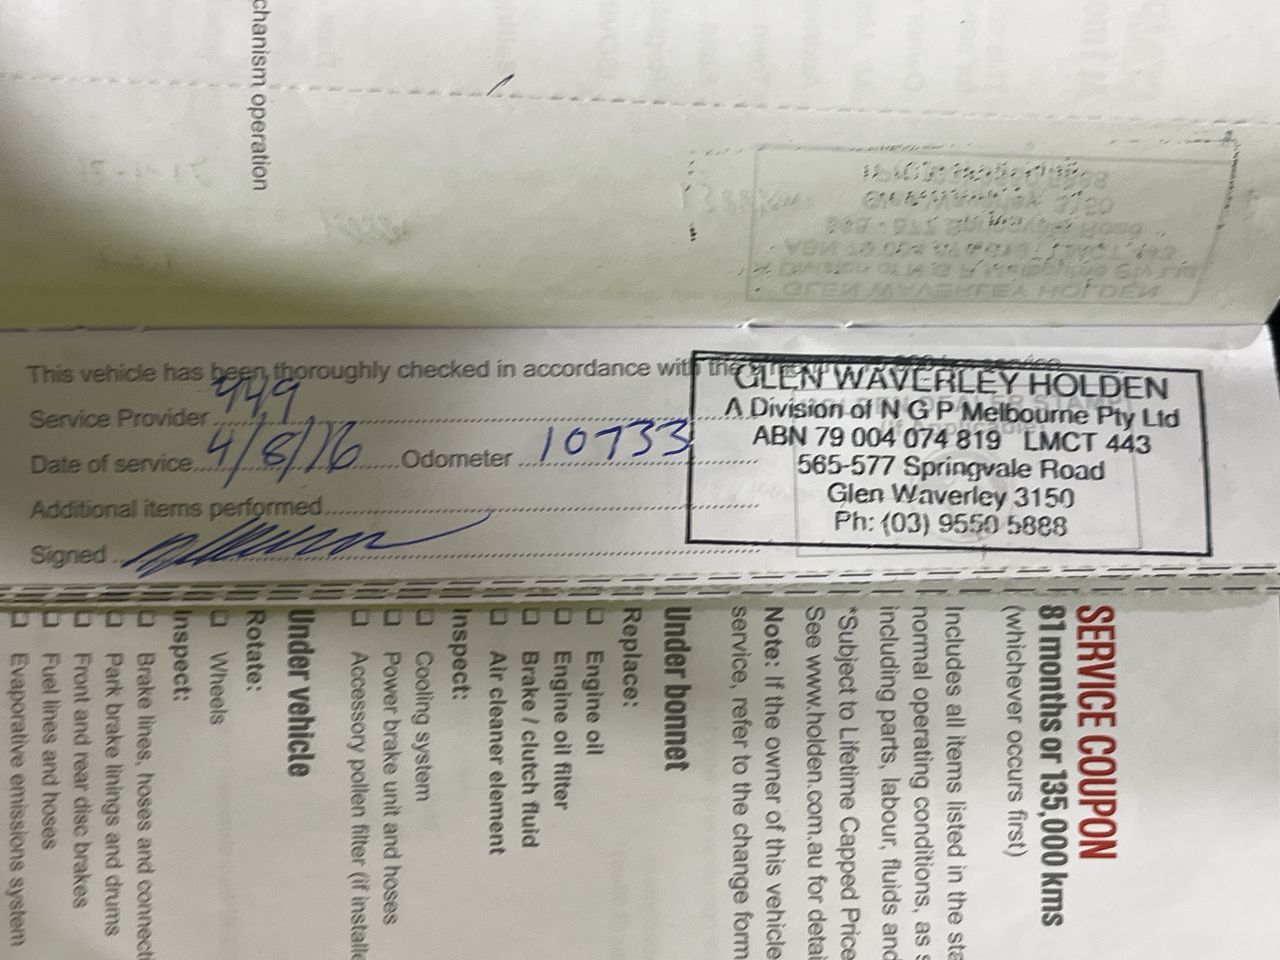 chanism operation
This vehicle has been thoroughly checked in accordance with the
Service Provider 449
Date of service 4/8/16 Odometer 10733
Additional items performed
Signed
GLEN WAVERLEY HOLDEN
A Division of N G P Melbourne Pty Ltd
ABN 79 004 074 819 LMCT 443
565-577 Springvale Road
Glen Waverley 3150
Ph: (03) 9550 5888
SERVICE COUPON
81 months or 135,000 kms
(whichever occurs first)
Includes all items listed in the sta
normal operating conditions, as s
including parts, labour, fluids and
*Subject to Lifetime Capped Price
See www.holden.com.au for detai
Note: If the owner of this vehicle
service, refer to the change form
Under bonnet
Replace:
❑ Engine oil
❑ Engine oil filter
❑ Brake / clutch fluid
❑ Air cleaner element
Inspect:
❑ Cooling system
❑ Power brake unit and hoses
❑ Accessory pollen filter (if installe
Under vehicle
Rotate:
❑ Wheels
Inspect:
❑ Brake lines, hoses and connecti
❑ Park brake linings and drums
❑ Front and rear disc brakes
❑ Fuel lines and hoses
❑ Evaporative emissions system